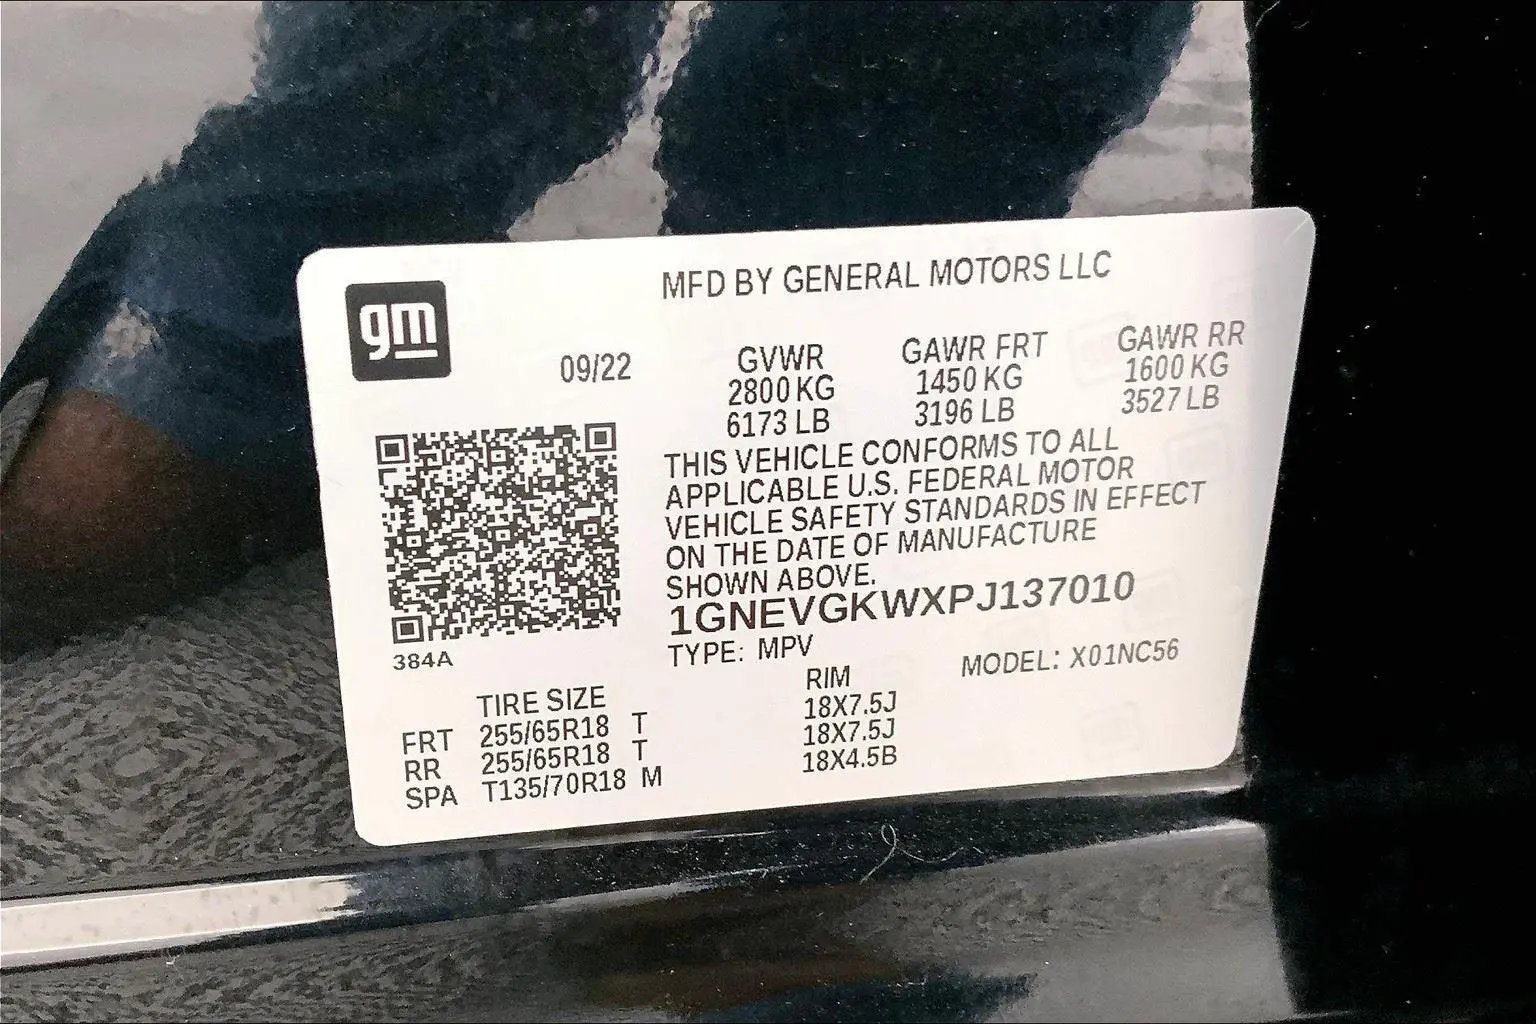 gm
MFD BY GENERAL MOTORS LLC
09/22
GVWR GAWR FRT GAWR RR
2800 KG 1450 KG 1600 KG
6173 LB 3196 LB 3527 LB
THIS VEHICLE CONFORMS TO ALL
APPLICABLE U.S. FEDERAL MOTOR
VEHICLE SAFETY STANDARDS IN EFFECT
ON THE DATE OF MANUFACTURE
SHOWN ABOVE.
1GNEVGKWXPJ137010
384A
TYPE: MPV MODEL: X01NC56
TIRE SIZE RIM
FRT 255/65R18 T 18X7.5J
RR 255/65R18 T 18X7.5J
SPA T135/70R18 M 18X4.5B